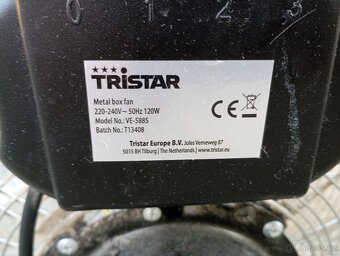 0 1 2 3
TRISTAR
Metal box fan
220-240V~ 50Hz 120W
Model No.: VE-5885
Batch No.: T13408
CE
Tristar Europe B.V. Jules Verneweg 87
5015 BH Tilburg | The Netherlands | www.tristar.eu